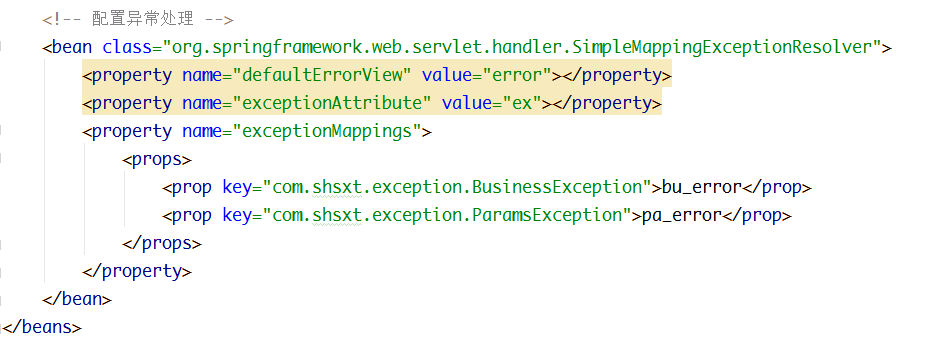 <!-- 配置异常处理 -->
<bean class="org.springframework.web.servlet.handler.SimpleMappingExceptionResolver">
<property name="defaultErrorView" value="error"></property>
<property name="exceptionAttribute" value="ex"></property>
<property name="exceptionMappings">
<props>
<prop key="com.shsxt.exception.BusinessException">bu_error</prop>
<prop key="com.shsxt.exception.ParamsException">pa_error</prop>
</props>
</property>
</bean>
</beans>